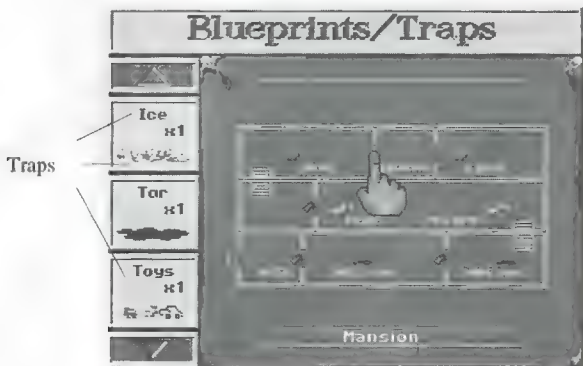 Blueprints/Traps
Ice
x1
Traps
Tar
x1
Toys
x1
Mansion